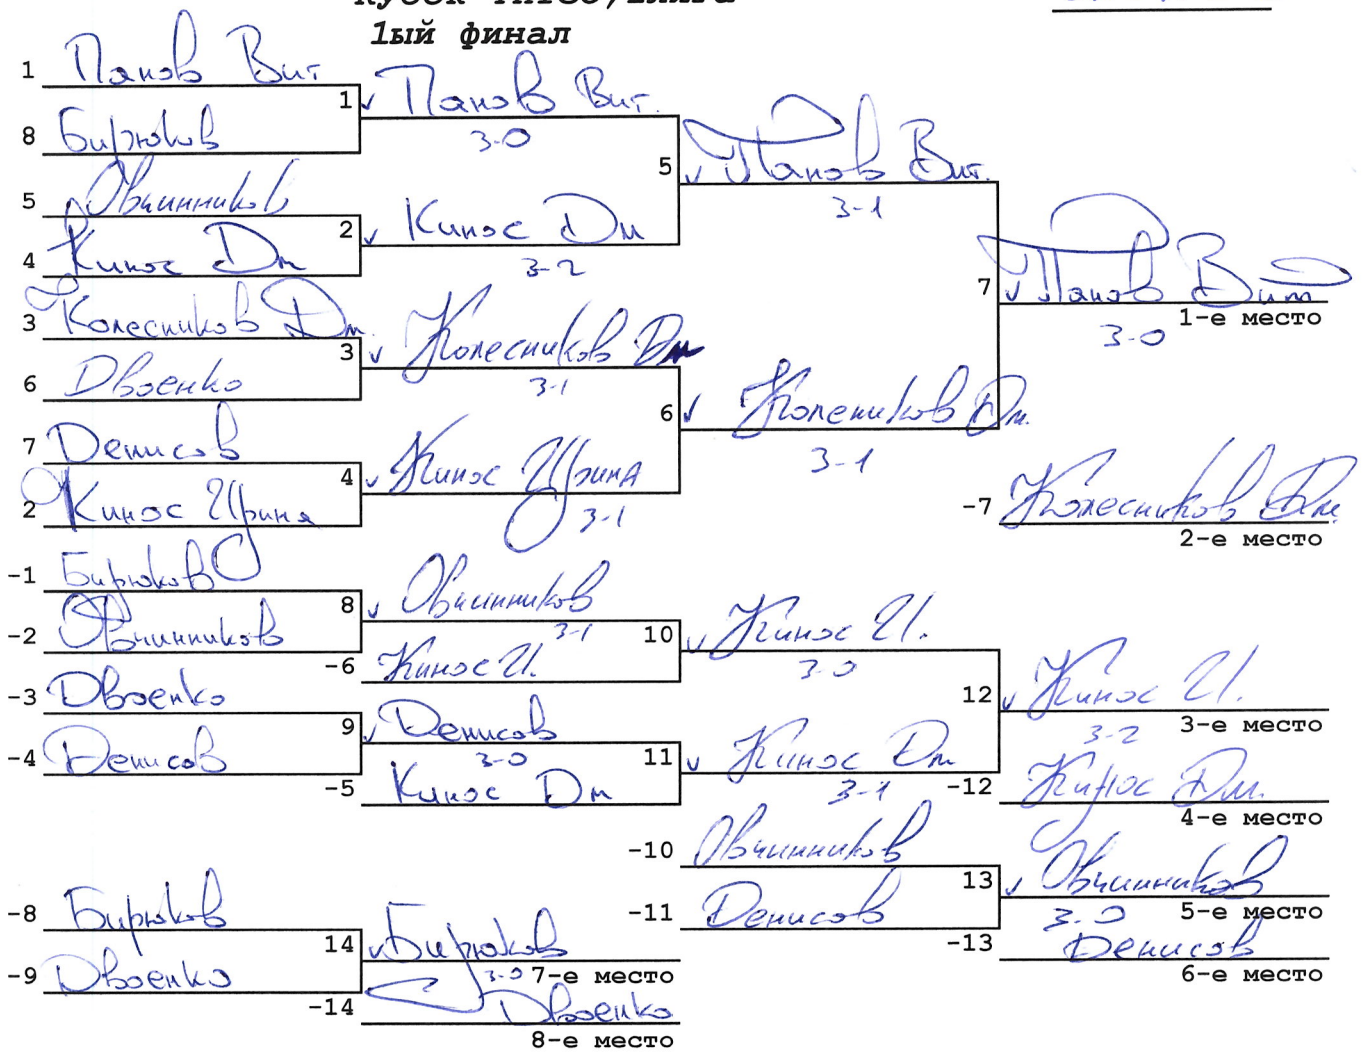 1ый финал
1 Панов Вит
8 Бирюков
5 Овчинников
4 Кинос Дм
3 Колесников Дм.
6 Двоенко
7 Денисов
2 Кинос Ирина
-1 Бирюков
-2 Овчинников
-3 Двоенко
-4 Денисов
-8 Бирюков
-9 Двоенко
1 Панов Вит.
3-0
2 Кинос Дм
3-2
3 Колесников Дм
3-1
4 Кинос Ирина
3-1
8 Овчинников
3-1
-6 Кинос И.
9 Денисов
3-0
-5 Кинос Дм
14 Бирюков
3-0 7-е место
-14 Двоенко
8-е место
5 Панов Вит.
3-1
6 Колеников Дм.
3-1
10 Кинос И.
3-0
11 Кинос Дм
3-1
-10 Овчинников
-11 Денисов
7 Панов Вит
3-0 1-е место
-7 Колесников Дм.
2-е место
12 Кинос И.
3-2 3-е место
-12 Кинос Дм.
4-е место
13 Овчинников
3-0 5-е место
-13 Денисов
6-е место